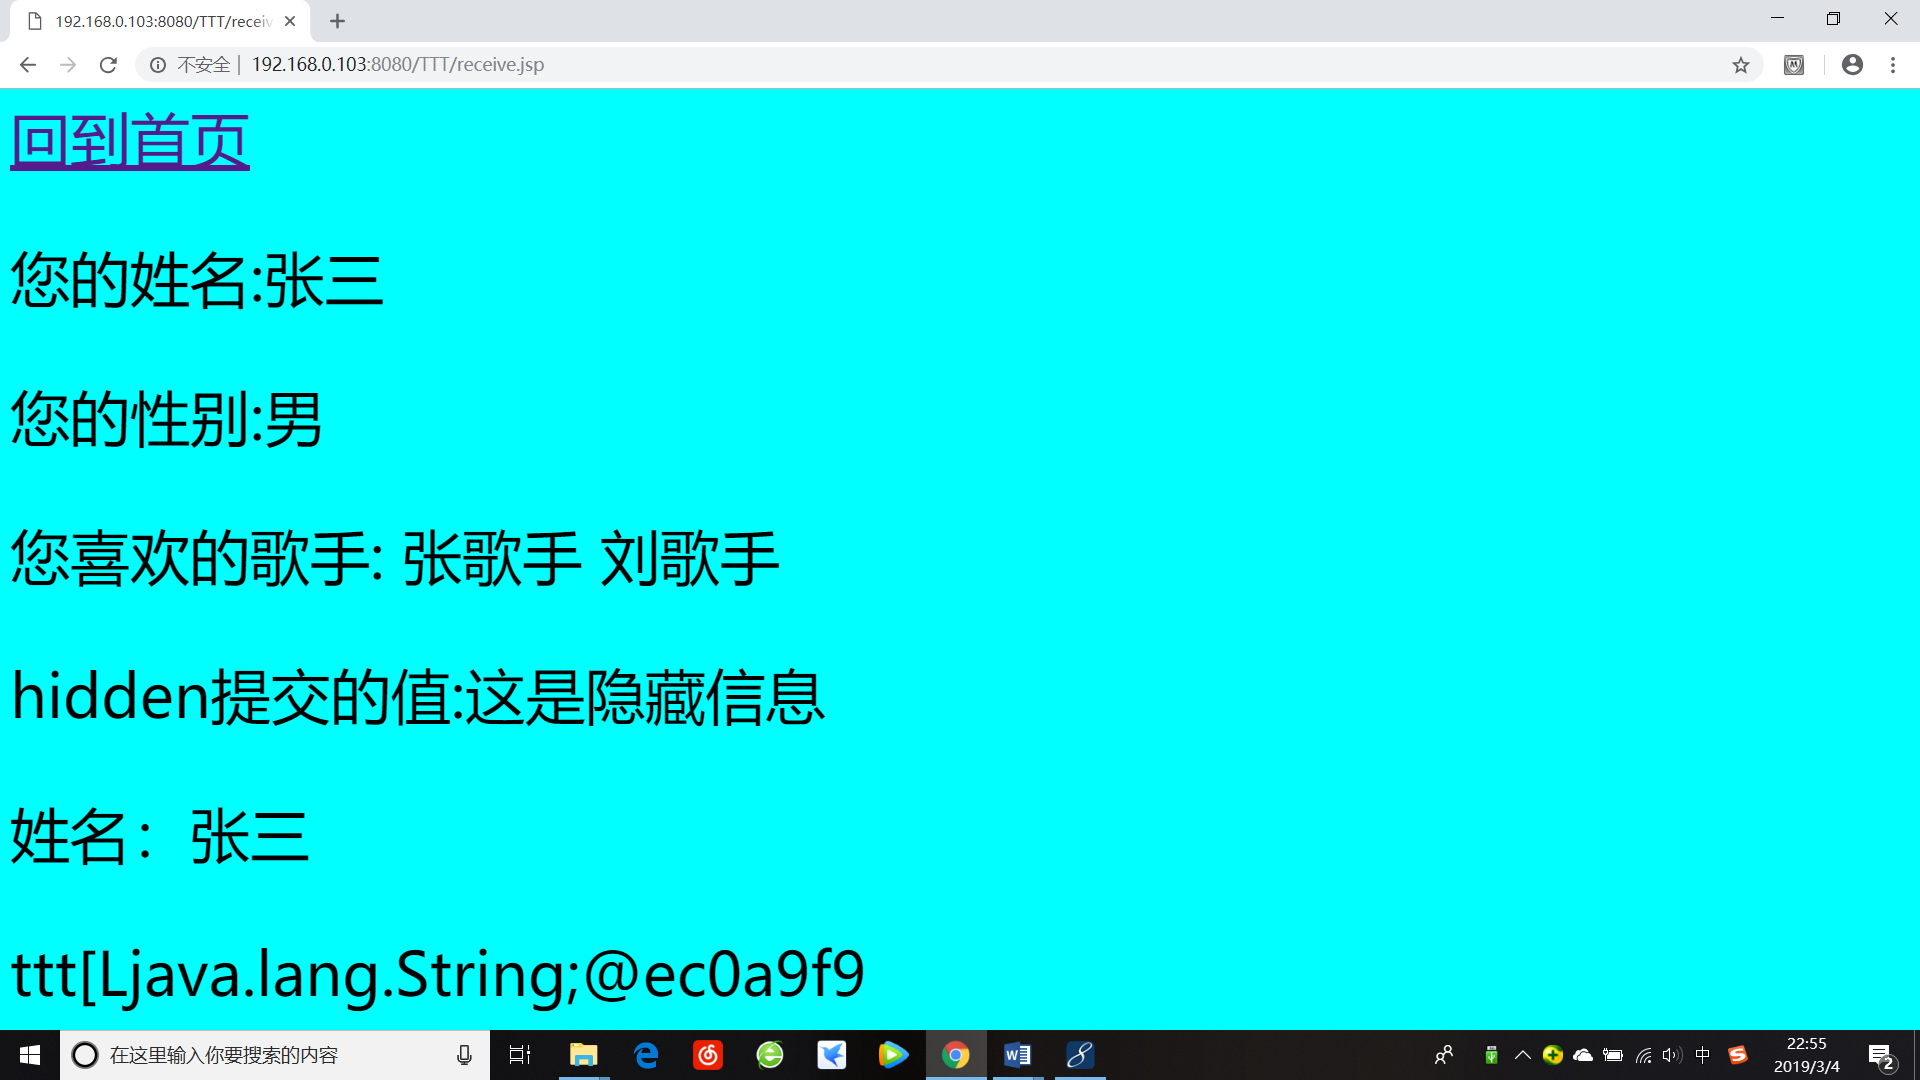 192.168.0.103:8080/TTT/receiv
不安全 | 192.168.0.103:8080/TTT/receive.jsp
回到首页
您的姓名:张三
您的性别:男
您喜欢的歌手: 张歌手 刘歌手
hidden提交的值:这是隐藏信息
姓名：张三
ttt[Ljava.lang.String;@ec0a9f9
在这里输入你要搜索的内容
中
22:55
2019/3/4
2